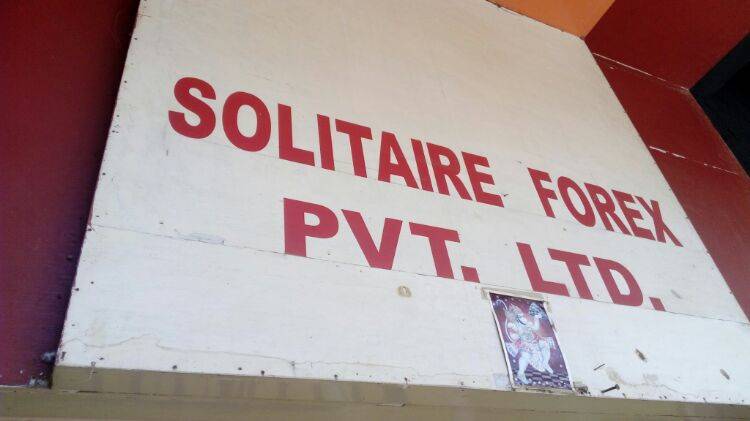 SOLITAIRE FOREX
PVT. LTD.